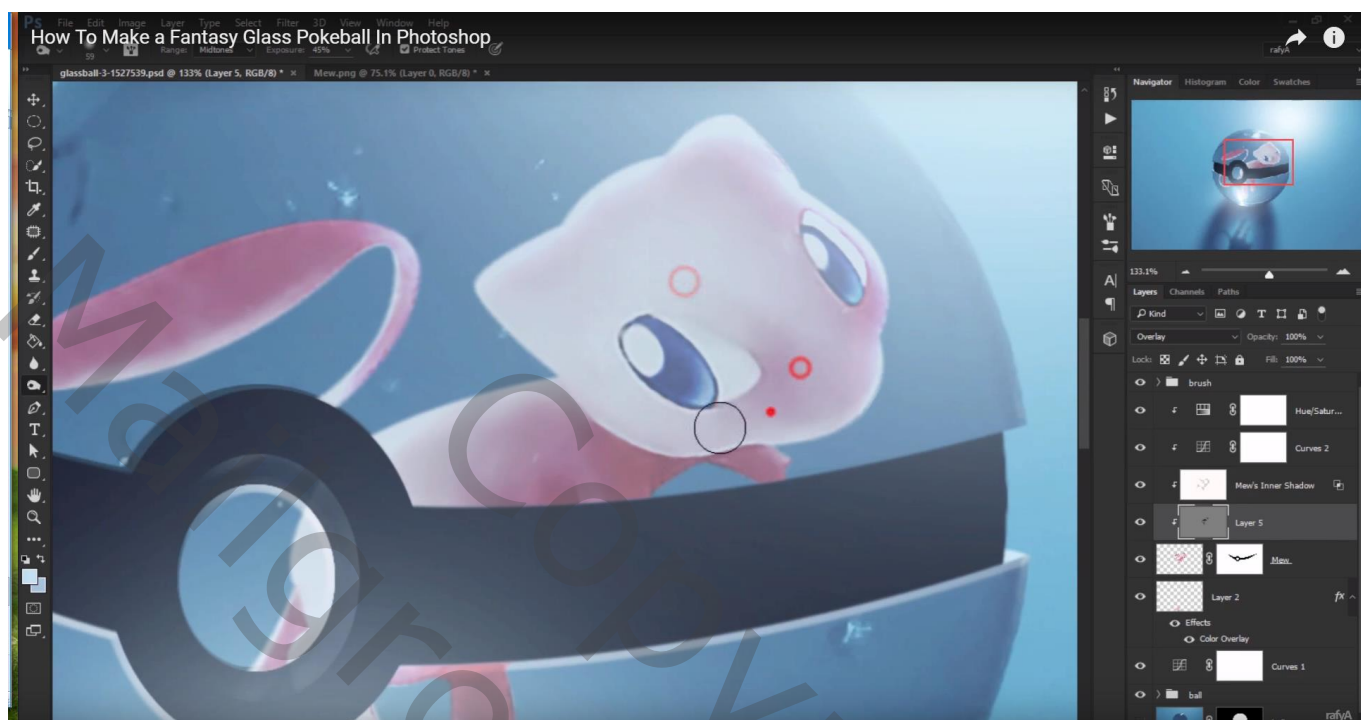 Ps File Edit Image Layer Type Select Filter 3D View Window Help
How To Make a Fantasy Glass Pokeball In Photoshop
59 Range: Midtones Exposure: 45% Protect Tones
rafyA
glassball-3-1527539.psd @ 133% (Layer 5, RGB/8) * × Mew.png @ 75.1% (Layer 0, RGB/8) * ×
Navigator Histogram Color Swatches
133.1%
Layers Channels Paths
Kind
Overlay Opacity: 100%
Lock: Fill: 100%
brush
Hue/Satur...
Curves 2
Mew's Inner Shadow
Layer 5
Mew
Layer 2 fx
Effects
Color Overlay
Curves 1
ball
rafyA